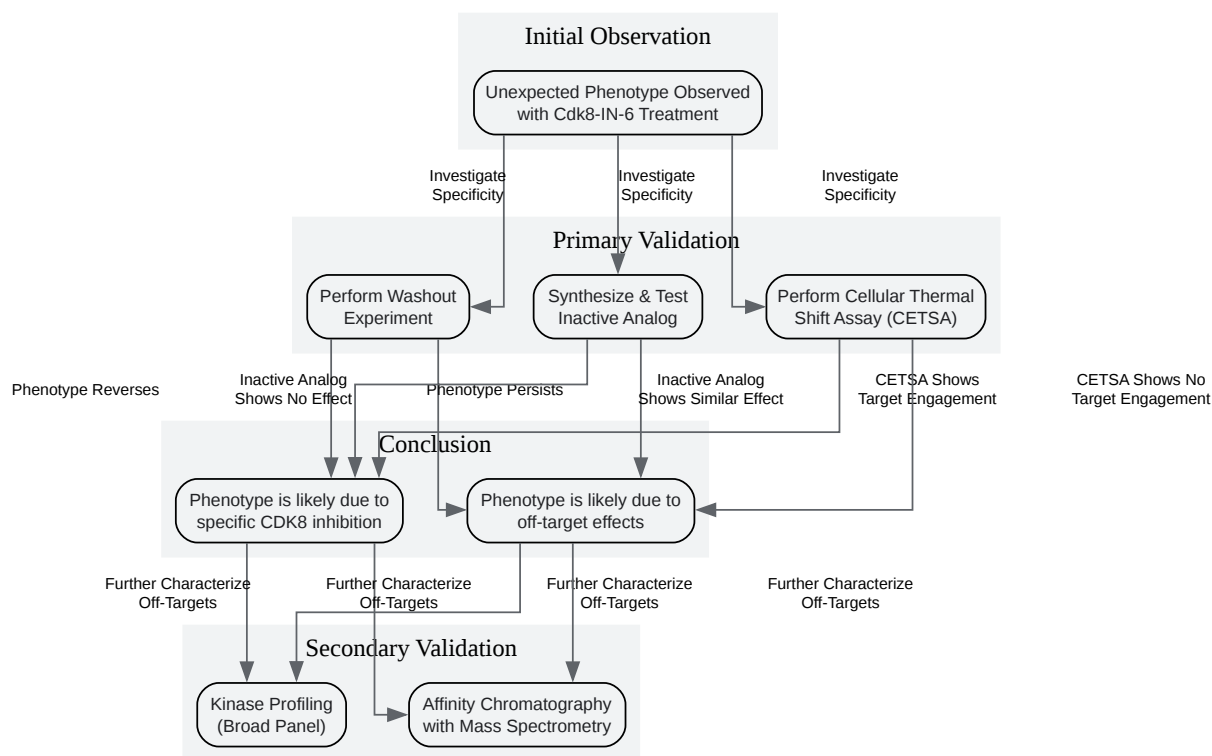 Initial Observation
Unexpected Phenotype Observed
with Cdk8-IN-6 Treatment
Investigate
Specificity
Investigate
Specificity
Investigate
Specificity
Primary Validation
Perform Washout
Experiment
Synthesize & Test
Inactive Analog
Perform Cellular Thermal
Shift Assay (CETSA)
Phenotype Reverses
Inactive Analog
Shows No Effect
Phenotype Persists
Inactive Analog
Shows Similar Effect
CETSA Shows
Target Engagement
CETSA Shows No
Target Engagement
Conclusion
Phenotype is likely due to
specific CDK8 inhibition
Phenotype is likely due to
off-target effects
Further Characterize
Off-Targets
Further Characterize
Off-Targets
Further Characterize
Off-Targets
Further Characterize
Off-Targets
Secondary Validation
Kinase Profiling
(Broad Panel)
Affinity Chromatography
with Mass Spectrometry